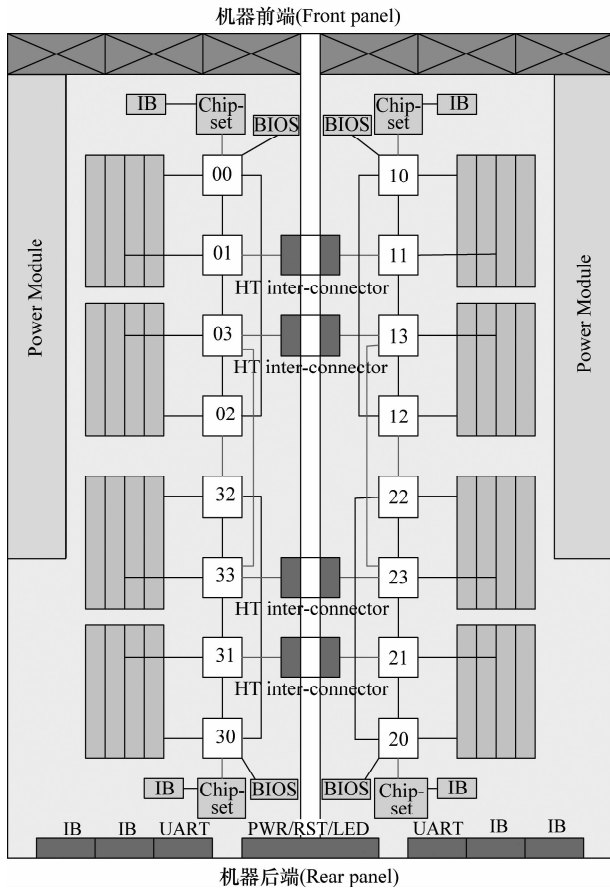 机器前端(Front panel)
IB
Chip-
set
BIOS
BIOS
Chip-
set
IB
00
10
01
11
HT inter-connector
03
13
HT inter-connector
Power Module
Power Module
02
12
32
22
33
23
HT inter-connector
31
21
HT inter-connector
30
20
IB
Chip-
set
BIOS
BIOS
Chip-
set
IB
IB IB UART PWR/RST/LED UART IB IB
机器后端(Rear panel)